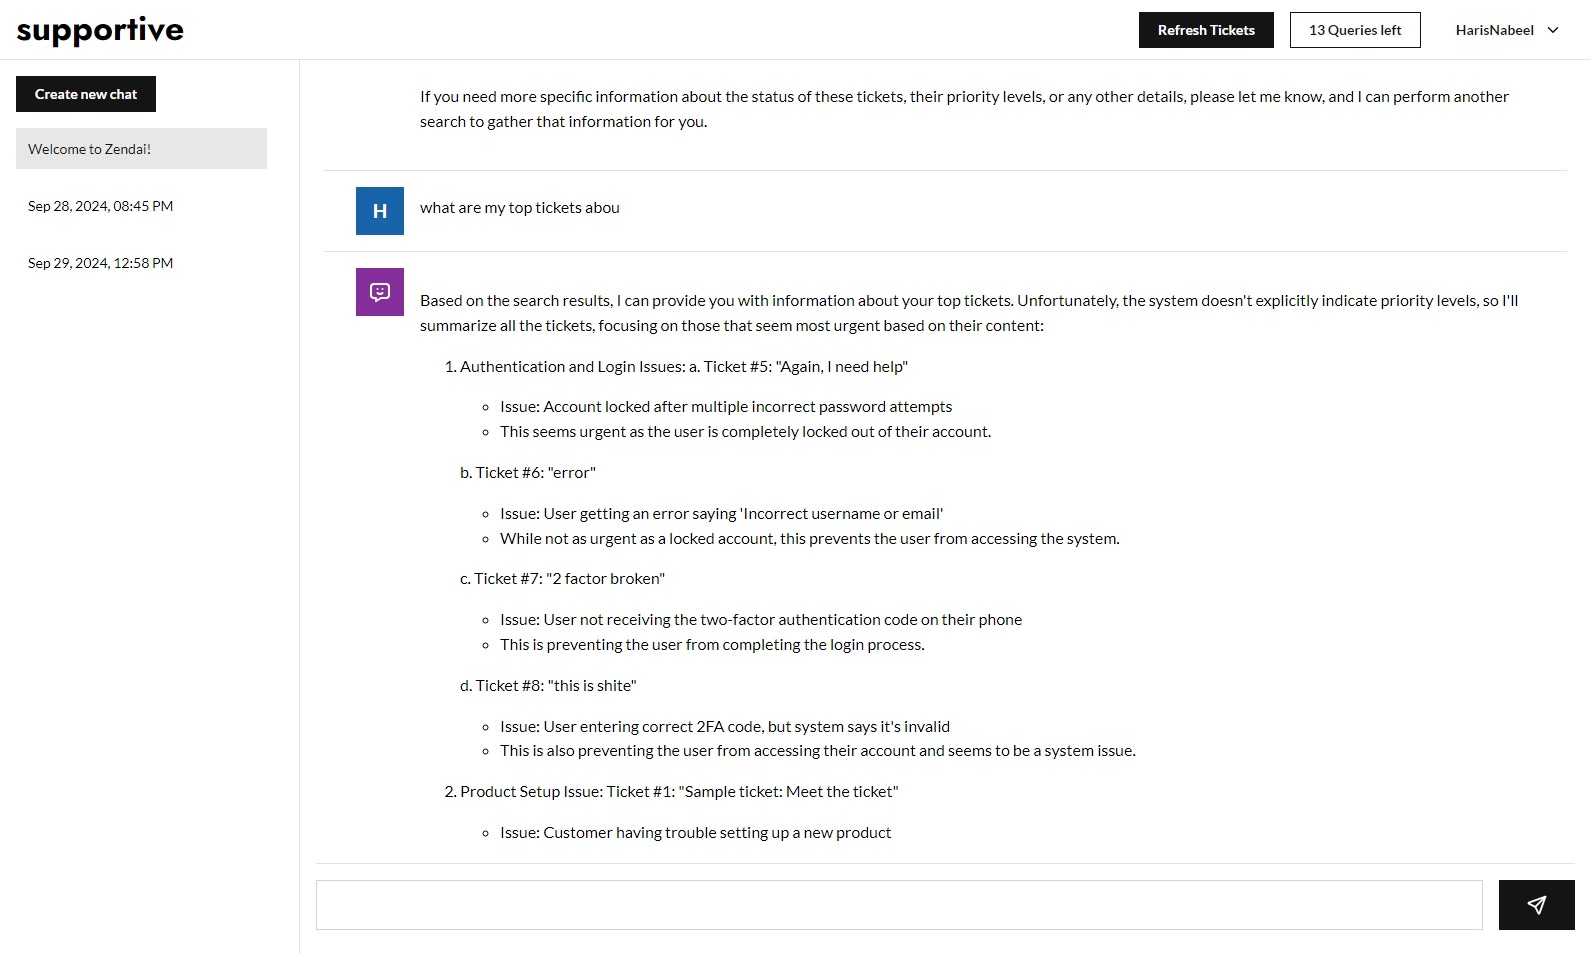 supportive
Refresh Tickets
13 Queries left
HarisNabeel
Create new chat
Welcome to Zendai!
Sep 28, 2024, 08:45 PM
Sep 29, 2024, 12:58 PM
If you need more specific information about the status of these tickets, their priority levels, or any other details, please let me know, and I can perform another
search to gather that information for you.
H
what are my top tickets abou
Based on the search results, I can provide you with information about your top tickets. Unfortunately, the system doesn't explicitly indicate priority levels, so I'll
summarize all the tickets, focusing on those that seem most urgent based on their content:
1. Authentication and Login Issues: a. Ticket #5: "Again, I need help"
◦ Issue: Account locked after multiple incorrect password attempts
◦ This seems urgent as the user is completely locked out of their account.
b. Ticket #6: "error"
◦ Issue: User getting an error saying 'Incorrect username or email'
◦ While not as urgent as a locked account, this prevents the user from accessing the system.
c. Ticket #7: "2 factor broken"
◦ Issue: User not receiving the two-factor authentication code on their phone
◦ This is preventing the user from completing the login process.
d. Ticket #8: "this is shite"
◦ Issue: User entering correct 2FA code, but system says it's invalid
◦ This is also preventing the user from accessing their account and seems to be a system issue.
2. Product Setup Issue: Ticket #1: "Sample ticket: Meet the ticket"
◦ Issue: Customer having trouble setting up a new product